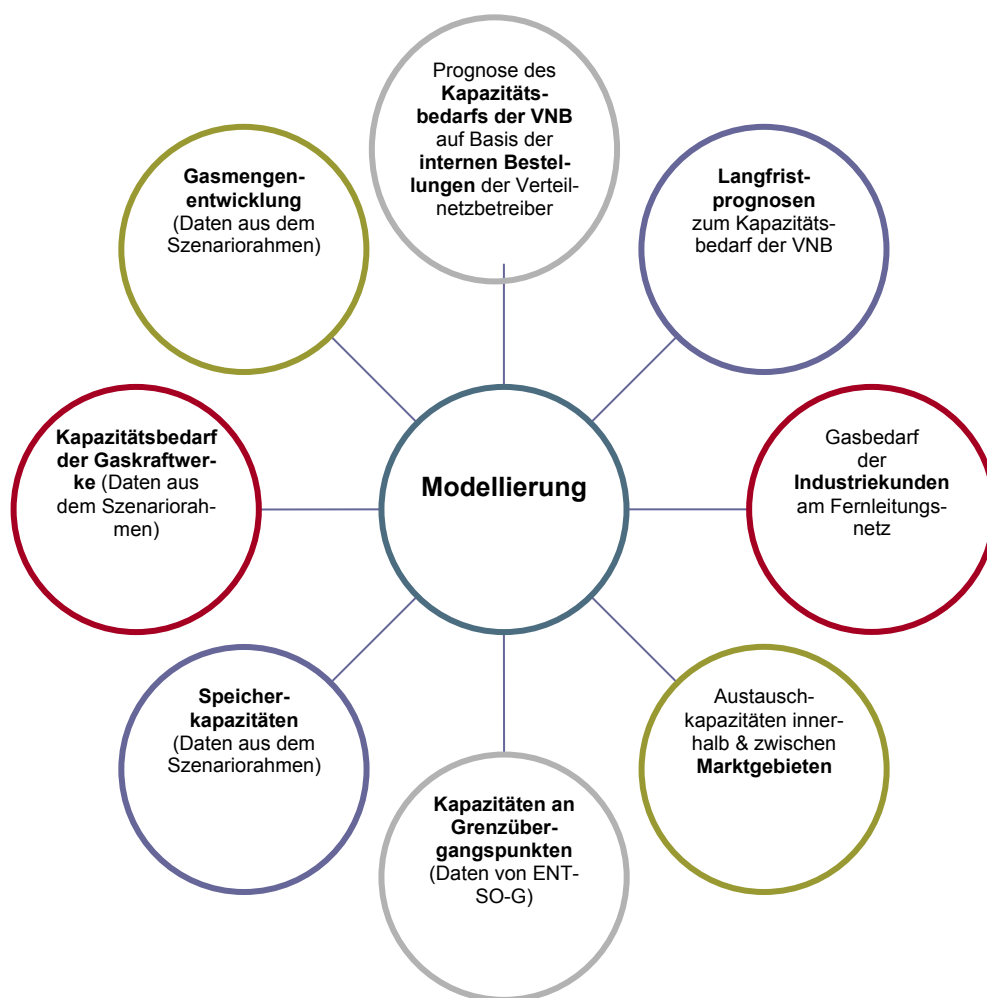 Prognose des
Kapazitäts-
bedarfs der VNB
auf Basis der
internen Bestel-
lungen der Verteil-
netzbetreiber
Gasmengen-
entwicklung
(Daten aus dem
Szenariorahmen)
Langfrist-
prognosen
zum Kapazitäts-
bedarf der VNB
Kapazitätsbedarf
der Gaskraftwer-
ke (Daten aus
dem Szenariorah-
men)
Modellierung
Gasbedarf
der
Industriekunden
am Fernleitungs-
netz
Speicher-
kapazitäten
(Daten aus dem
Szenariorahmen)
Austausch-
kapazitäten inner-
halb & zwischen
Marktgebieten
Kapazitäten an
Grenzüber-
gangspunkten
(Daten von ENT-
SO-G)